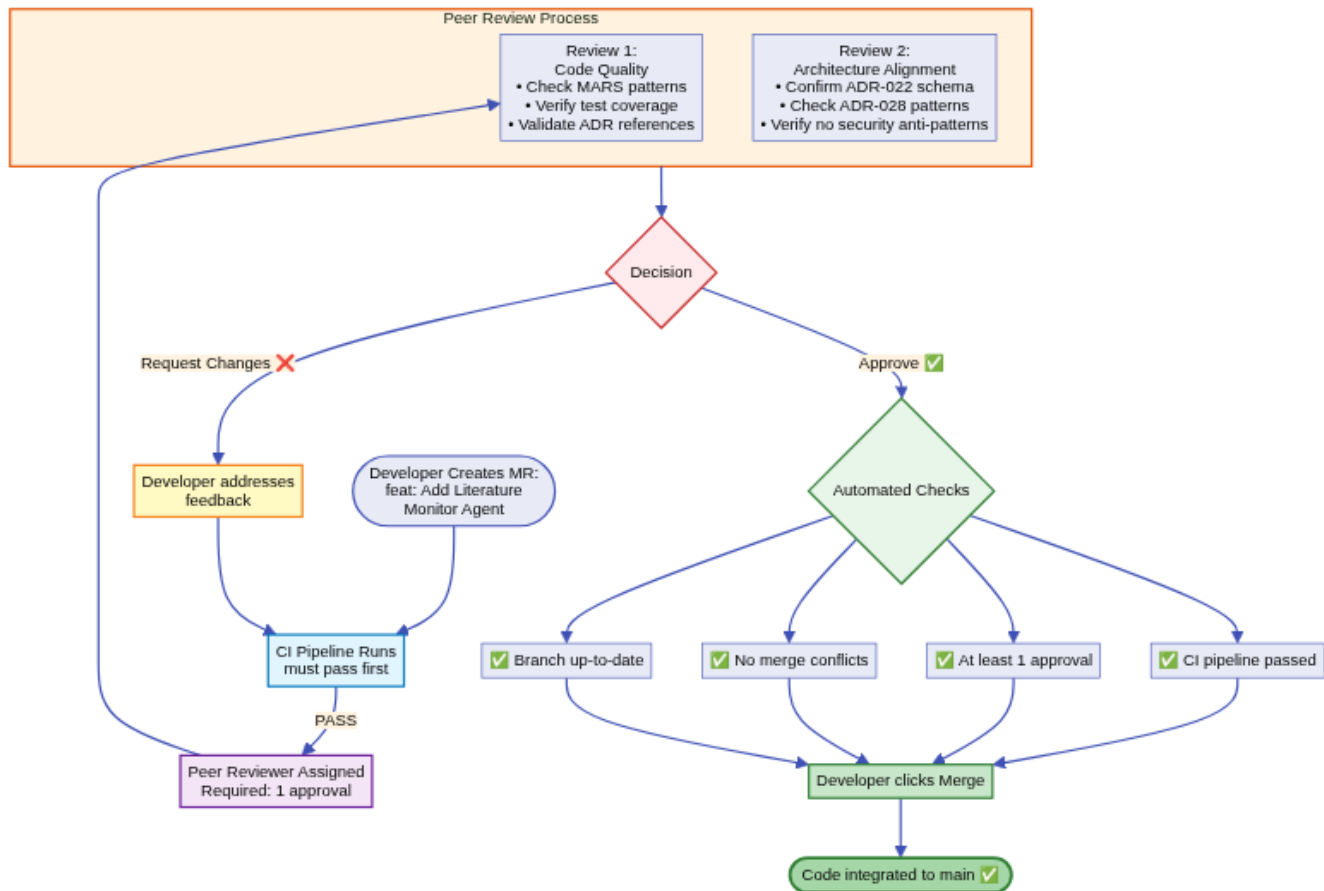 Peer Review Process
Review 1:
Code Quality
• Check MARS patterns
• Verify test coverage
• Validate ADR references
Review 2:
Architecture Alignment
• Confirm ADR-022 schema
• Check ADR-028 patterns
• Verify no security anti-patterns
Decision
Request Changes ❌
Approve ✅
Developer addresses
feedback
Developer Creates MR:
feat: Add Literature
Monitor Agent
Automated Checks
CI Pipeline Runs
must pass first
✅ Branch up-to-date
✅ No merge conflicts
✅ At least 1 approval
✅ CI pipeline passed
PASS
Peer Reviewer Assigned
Required: 1 approval
Developer clicks Merge
Code integrated to main ✅